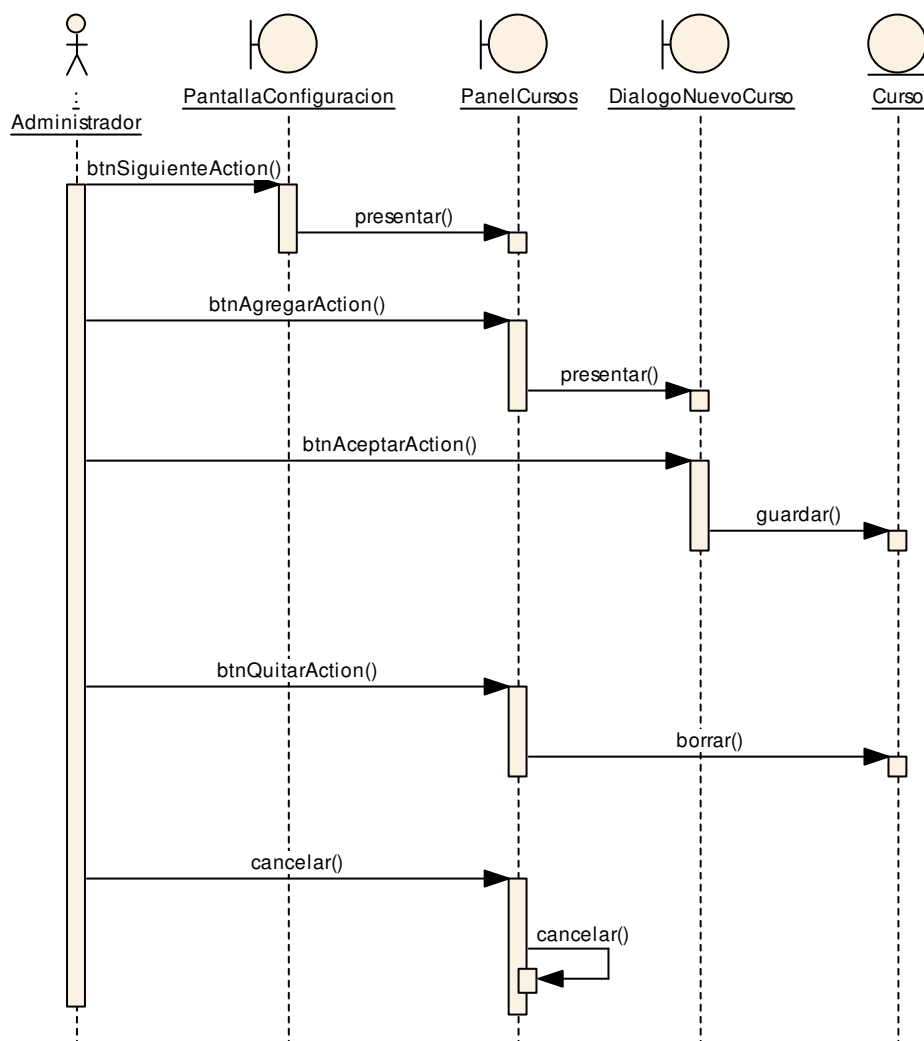 :
Administrador
PantallaConfiguracion
PanelCursos
DialogoNuevoCurso
Curso
btnSiguienteAction()
presentar()
btnAgregarAction()
presentar()
btnAceptarAction()
guardar()
btnQuitarAction()
borrar()
cancelar()
cancelar()